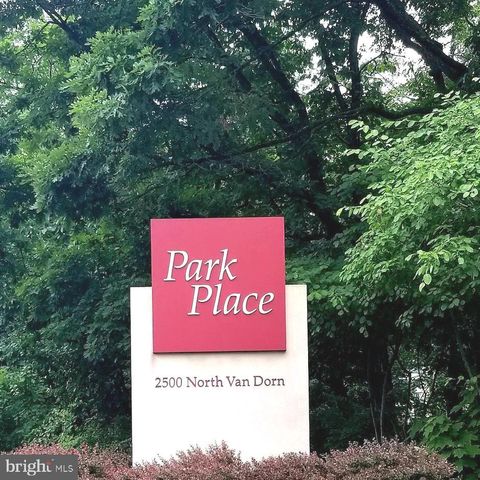 Park
Place
2500 North Van Dorn
bright MLS